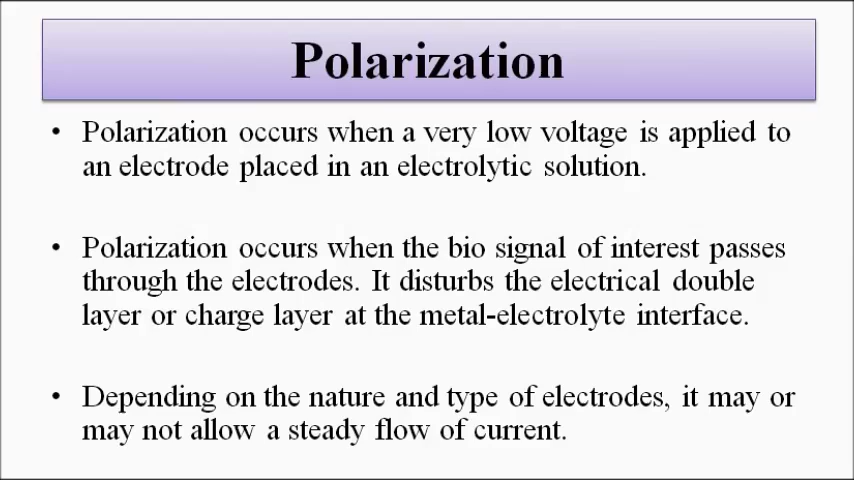 Polarization
• Polarization occurs when a very low voltage is applied to
an electrode placed in an electrolytic solution.
• Polarization occurs when the bio signal of interest passes
through the electrodes. It disturbs the electrical double
layer or charge layer at the metal-electrolyte interface.
• Depending on the nature and type of electrodes, it may or
may not allow a steady flow of current.